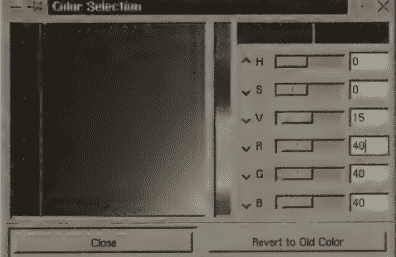 Color Selection
H 0
S 0
V 15
R 40
G 40
B 40
Close Revert to Old Color